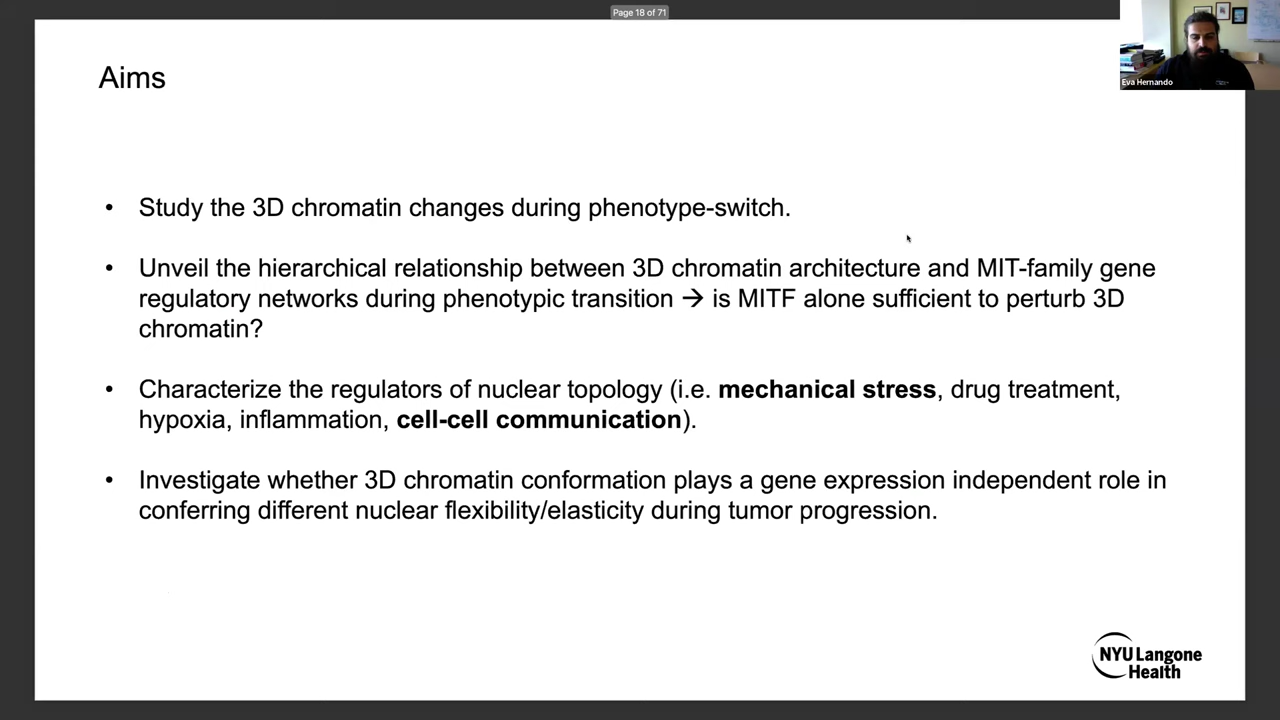 Page 18 of 71
Eva Hernando
Aims
• Study the 3D chromatin changes during phenotype-switch.
• Unveil the hierarchical relationship between 3D chromatin architecture and MIT-family gene
regulatory networks during phenotypic transition → is MITF alone sufficient to perturb 3D
chromatin?
• Characterize the regulators of nuclear topology (i.e. mechanical stress, drug treatment,
hypoxia, inflammation, cell-cell communication).
• Investigate whether 3D chromatin conformation plays a gene expression independent role in
conferring different nuclear flexibility/elasticity during tumor progression.
NYU Langone
Health